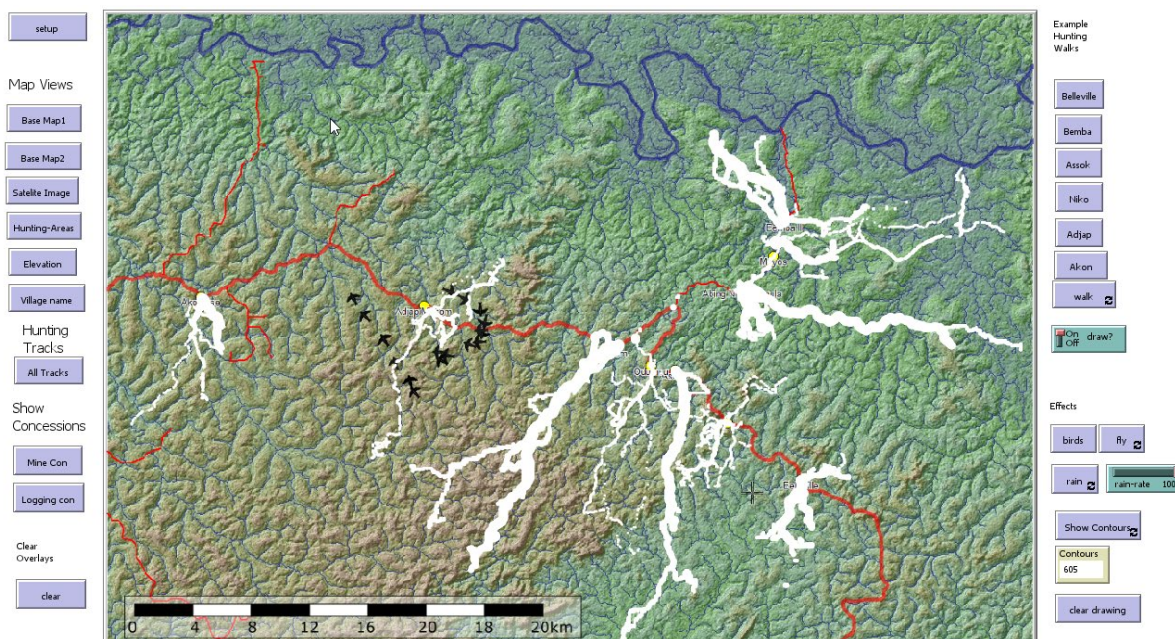 setup
Map Views
Base Map1
Base Map2
Satelite Image
Hunting-Areas
Elevation
Village name
Hunting
Tracks
All Tracks
Show
Concessions
Mine Con
Logging con
Clear
Overlays
clear
0 4 8 12 16 20 20km
Example
Hunting
Walks
Belleville
Bemba
Assok
Niko
Adjap
Akon
walk
On
Off
draw?
Effects
birds
fly
rain
rain-rate 100
Show Contours
Contours
605
clear drawing